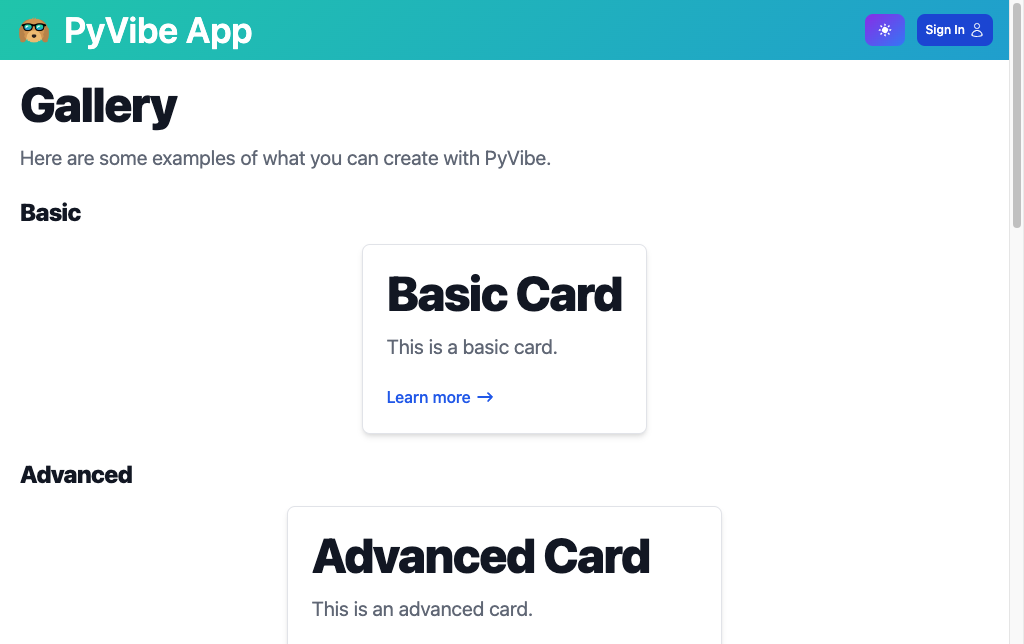 PyVibe App
Sign In
Gallery
Here are some examples of what you can create with PyVibe.
Basic
Basic Card
This is a basic card.
Learn more →
Advanced
Advanced Card
This is an advanced card.